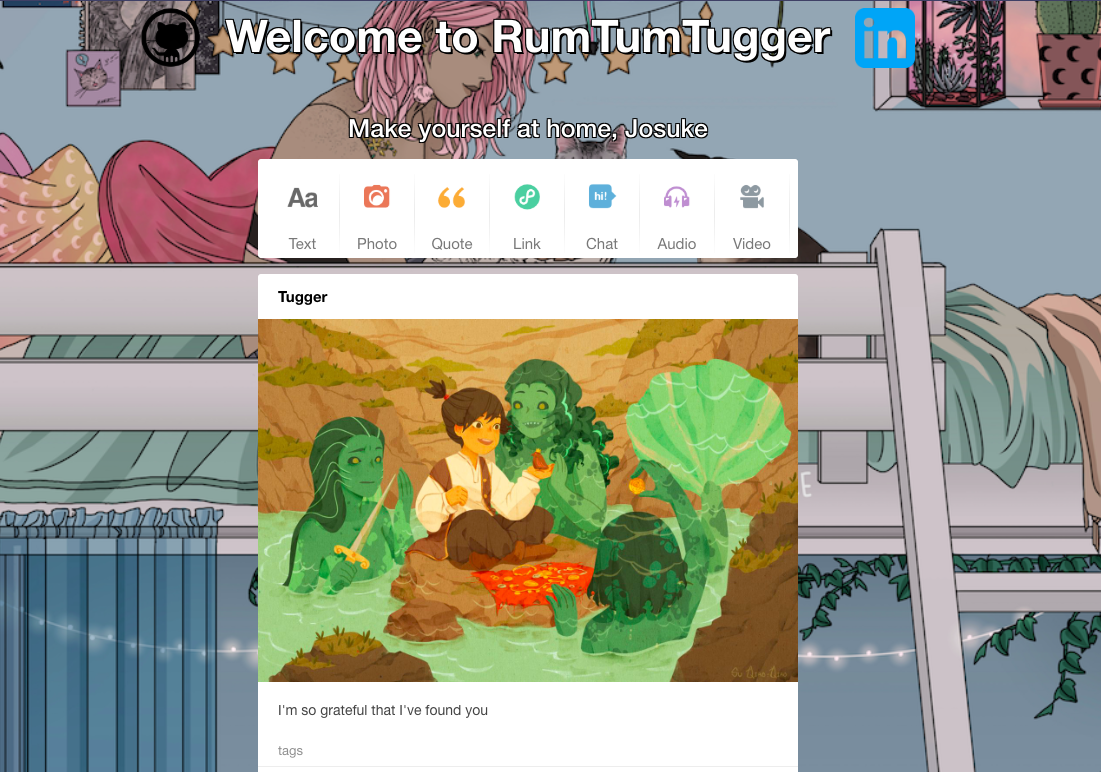 Welcome to RumTumTugger
in
Make yourself at home, Josuke
Aa
hi!
Text Photo Quote Link Chat Audio Video
Tugger
I'm so grateful that I've found you
tags